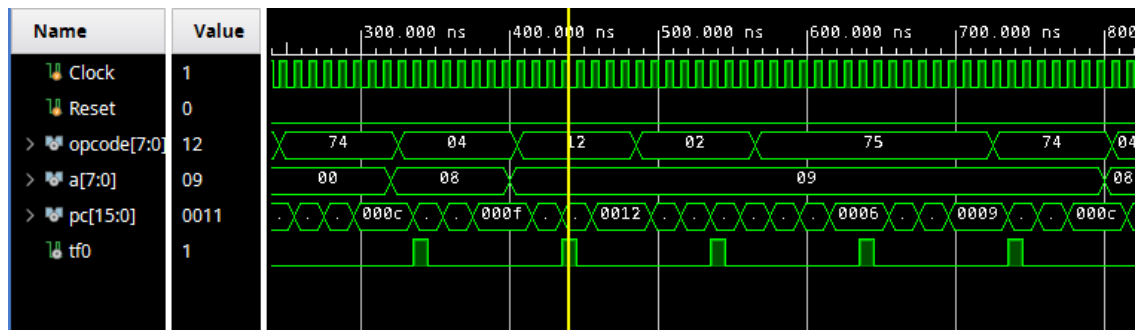 Name Value 300.000 ns 400.000 ns 500.000 ns 600.000 ns 700.000 ns 800
Clock 1
Reset 0
opcode[7:0] 12 74 04 12 02 75 74 04
a[7:0] 09 00 08 09 08
pc[15:0] 0011 . . . 000c . . 000f . . . 0012 . . . . . 0006 . . . 0009 . . . 000c
tf0 1